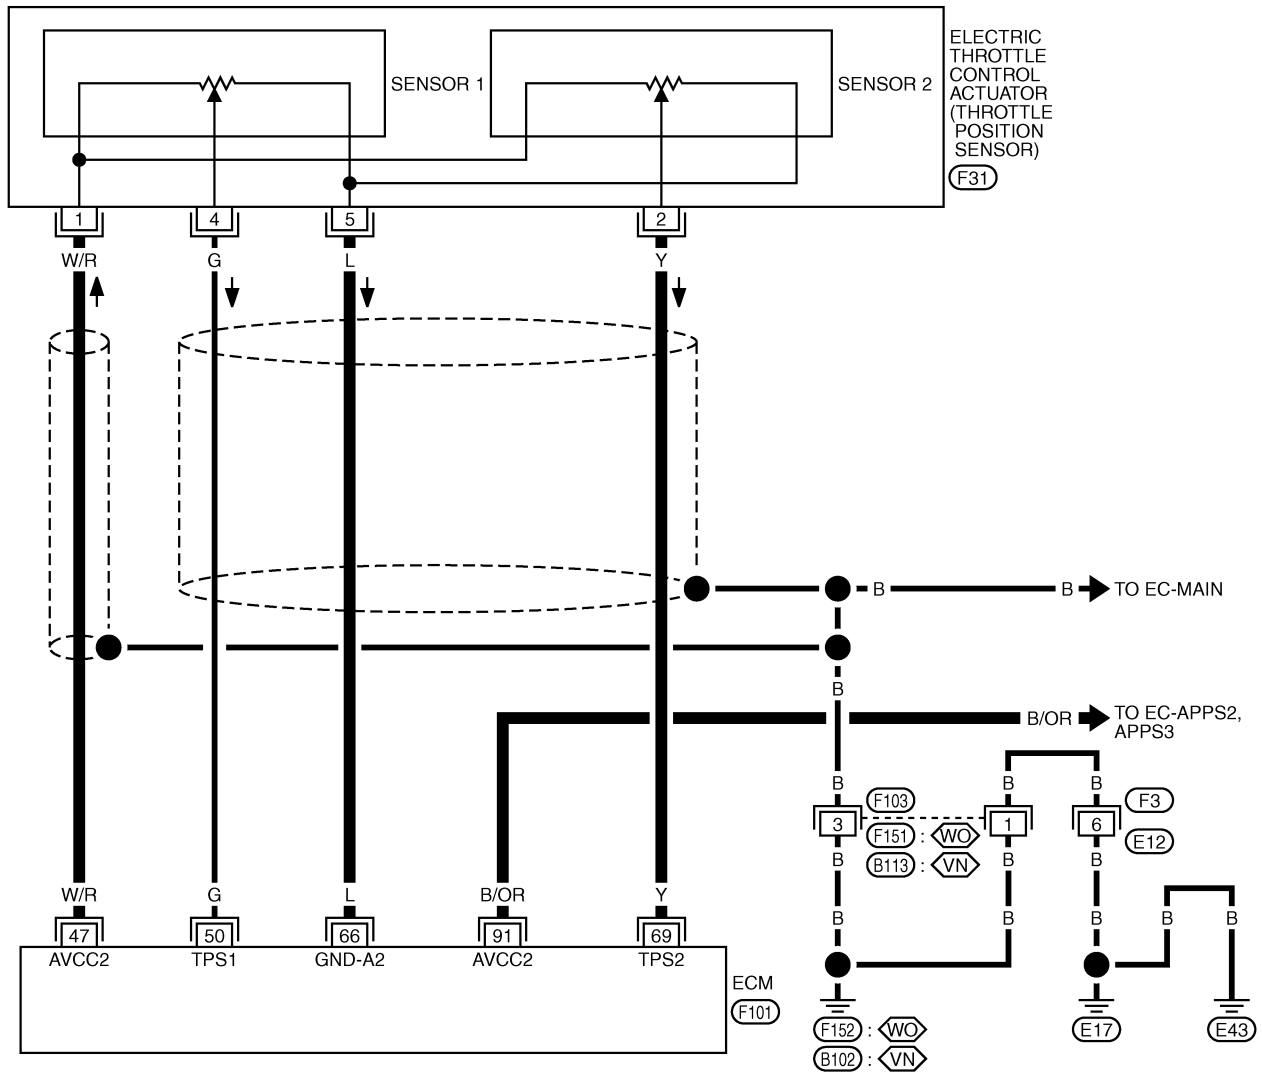 SENSOR 1
SENSOR 2
ELECTRIC
THROTTLE
CONTROL
ACTUATOR
(THROTTLE
POSITION
SENSOR)
F31
1
4
5
2
W/R
G
L
Y
B
B
TO EC-MAIN
B
B/OR
TO EC-APPS2,
APPS3
B
B
B
F103
F3
3
1
6
F151 : WO
E12
B113 : VN
B
B
B
W/R
G
L
B/OR
Y
B
B
B
B
B
47
50
66
91
69
AVCC2
TPS1
GND-A2
AVCC2
TPS2
ECM
F101
F152 : WO
E17
E43
B102 : VN